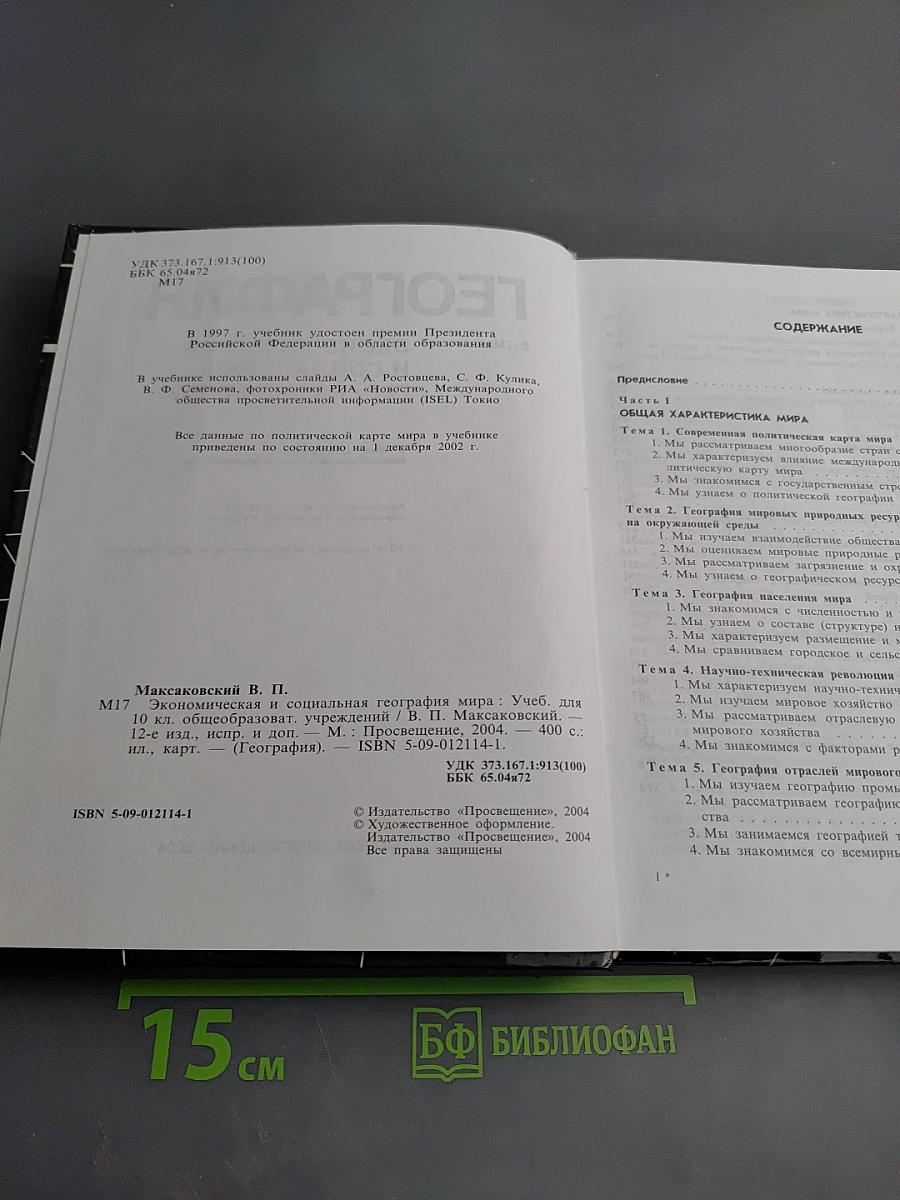 УДК 373.167.1:913(100)
ББК 65.04я72
М17
В 1997 г. учебник удостоен премии Президента
Российской Федерации в области образования
В учебнике использованы слайды А. А. Ростовцева, С. Ф. Кулика,
В. Ф. Семенова, фотохроники РИА «Новости», Международного
общества просветительной информации (ISEL) Токио
Все данные по политической карте мира в учебнике
приведены по состоянию на 1 декабря 2002 г.
Максаковский В. П.
М17 Экономическая и социальная география мира : Учеб. для
10 кл. общеобразоват. учреждений / В. П. Максаковский. —
12-е изд., испр. и доп. — М. : Просвещение, 2004. — 400 с.:
ил., карт. — (География). — ISBN 5-09-012114-1.
УДК 373.167.1:913(100)
ББК 65.04я72
ISBN 5-09-012114-1
© Издательство «Просвещение», 2004
© Художественное оформление.
Издательство «Просвещение», 2004
Все права защищены
СОДЕРЖАНИЕ
Предисловие
Часть I
ОБЩАЯ ХАРАКТЕРИСТИКА МИРА
Тема 1. Современная политическая карта мира
1. Мы рассматриваем многообразие стран
2. Мы характеризуем влияние
литическую карту мира
3. Мы знакомимся с государственным
4. Мы узнаем о политической географии
Тема 2. География мировых природных
на окружающей среды
1. Мы изучаем взаимодействие общества
2. Мы оцениваем мировые природные
3. Мы рассматриваем загрязнение и
4. Мы узнаем о географическом
Тема 3. География населения мира
1. Мы знакомимся с численностью и
2. Мы узнаем о составе (структуре)
3. Мы характеризуем размещение и
4. Мы сравниваем городское и
Тема 4. Научно-техническая революция
1. Мы характеризуем
2. Мы изучаем мировое хозяйство
3. Мы рассматриваем отраслевую
мирового хозяйства
4. Мы знакомимся с факторами
Тема 5. География отраслей
1. Мы изучаем географию
2. Мы рассматриваем географию
ства
3. Мы занимаемся географией
4. Мы знакомимся со
1 *
15 см
БФ БИБЛИОФАН